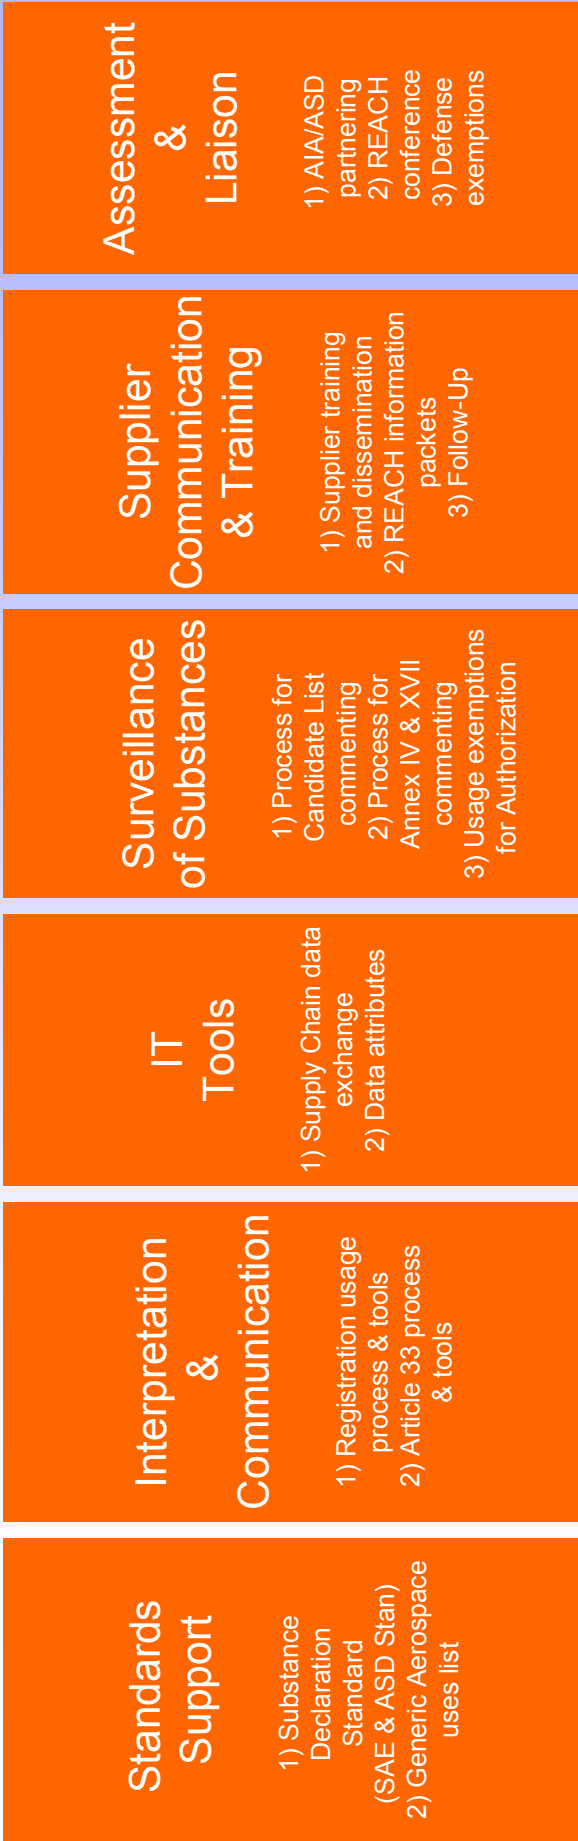 Standards
Support
1) Substance
Declaration
Standard
(SAE & ASD Stan)
2) Generic Aerospace
uses list
Interpretation
&
Communication
1) Registration usage
process & tools
2) Article 33 process
& tools
IT
Tools
1) Supply Chain data
exchange
2) Data attributes
Surveillance
of Substances
1) Process for
Candidate List
commenting
2) Process for
Annex IV & XVII
commenting
3) Usage exemptions
for Authorization
Supplier
Communication
& Training
1) Supplier training
and dissemination
2) REACH information
packets
3) Follow-Up
Assessment
&
Liaison
1) AIA/ASD
partnering
2) REACH
conference
3) Defense
exemptions